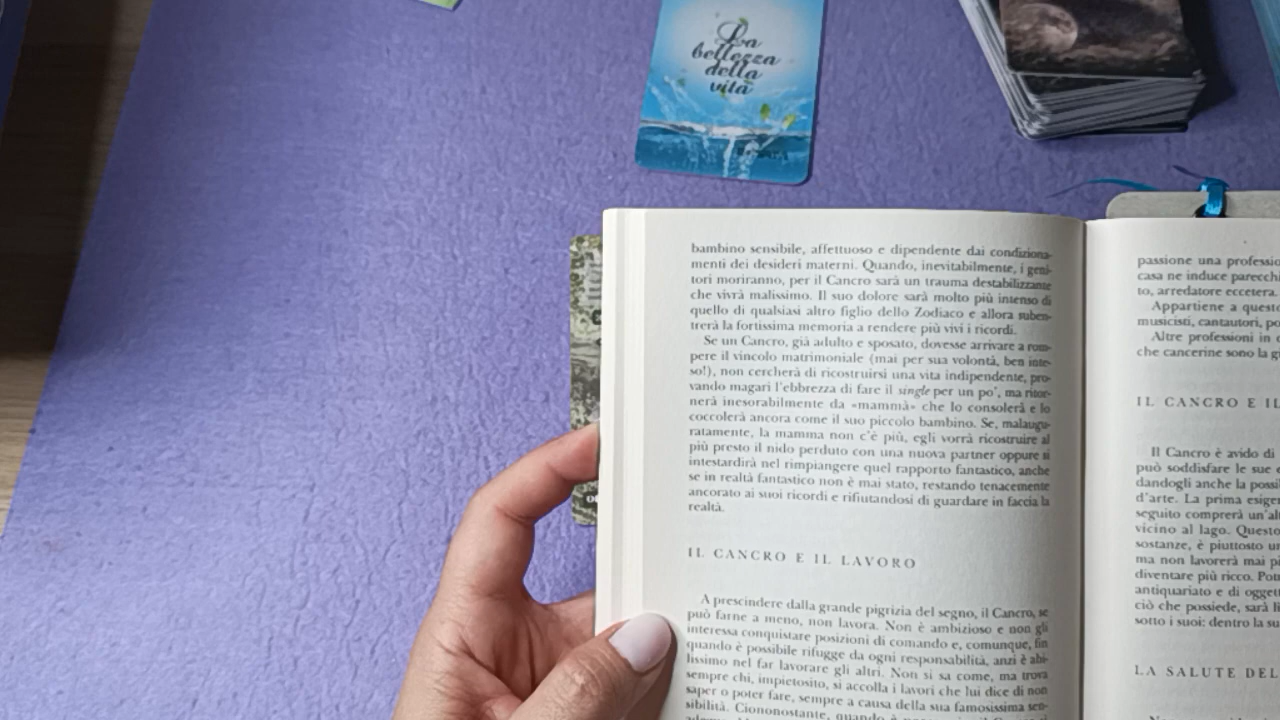 La
bellezza
della
vita
bambino sensibile, affettuoso e dipendente dai condiziona-
menti dei desideri materni. Quando, inevitabilmente, i geni-
tori moriranno, per il Cancro sarà un trauma destabilizzante
che vivrà malissimo. Il suo dolore sarà molto più intenso di
quello di qualsiasi altro figlio dello Zodiaco e allora suben-
trerà la fortissima memoria a rendere più vivi i ricordi.
Se un Cancro, già adulto e sposato, dovesse arrivare a rom-
pere il vincolo matrimoniale (mai per sua volontà, ben inte-
so!), non cercherà di ricostruirsi una vita indipendente, pro-
vando magari l'ebbrezza di fare il single per un po', ma ritor-
nerà inesorabilmente da «mammà» che lo consolerà e lo
coccolerà ancora come il suo piccolo bambino. Se, malaugu-
ratamente, la mamma non c'è più, egli vorrà ricostruire al
più presto il nido perduto con una nuova partner oppure si
intestardirà nel rimpiangere quel rapporto fantastico, anche
se in realtà fantastico non è mai stato, restando tenacemente
ancorato ai suoi ricordi e rifiutandosi di guardare in faccia la
realtà.
IL CANCRO E IL LAVORO
A prescindere dalla grande pigrizia del segno, il Cancro, se
può farne a meno, non lavora. Non è ambizioso e non gli
interessa conquistare posizioni di comando e, comunque, fin
quando è possibile rifugge da ogni responsabilità, anzi è abi-
lissimo nel far lavorare gli altri. Non si sa come, ma trova
sempre chi, impietosito, si accolla i lavori che lui dice di non
saper o poter fare, sempre a causa della sua famosissima sen-
sibilità. Ciononostante, quando è
passione una professio
casa ne induce parecchi
to, arredatore eccetera.
Appartiene a questo
musicisti, cantautori, po
Altre professioni in c
che cancerine sono la g
IL CANCRO E IL
Il Cancro è avido di
può soddisfare le sue e
dandogli anche la possi
d'arte. La prima esigen
seguito comprerà un'alt
vicino al lago. Questo
sostanze, è piuttosto un
ma non lavorerà mai pi
diventare più ricco. Pot
antiquariato e di oggett
ciò che possiede, sarà li
sotto i suoi: dentro la su
LA SALUTE DEL